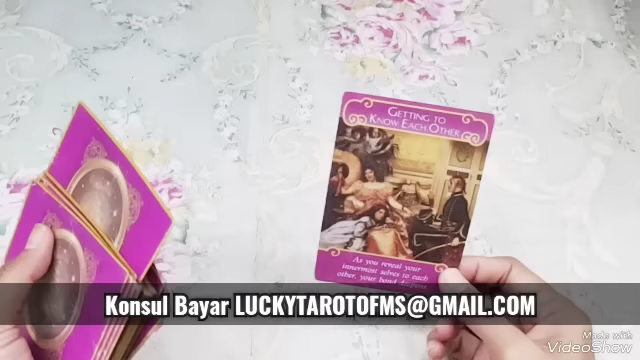 GETTING TO
KNOW EACH OTHER
As you reveal your
innermost selves to each
other, your bond deepens.
Konsul Bayar LUCKYTAROTOFMS@GMAIL.COM
Made with
VideoShow